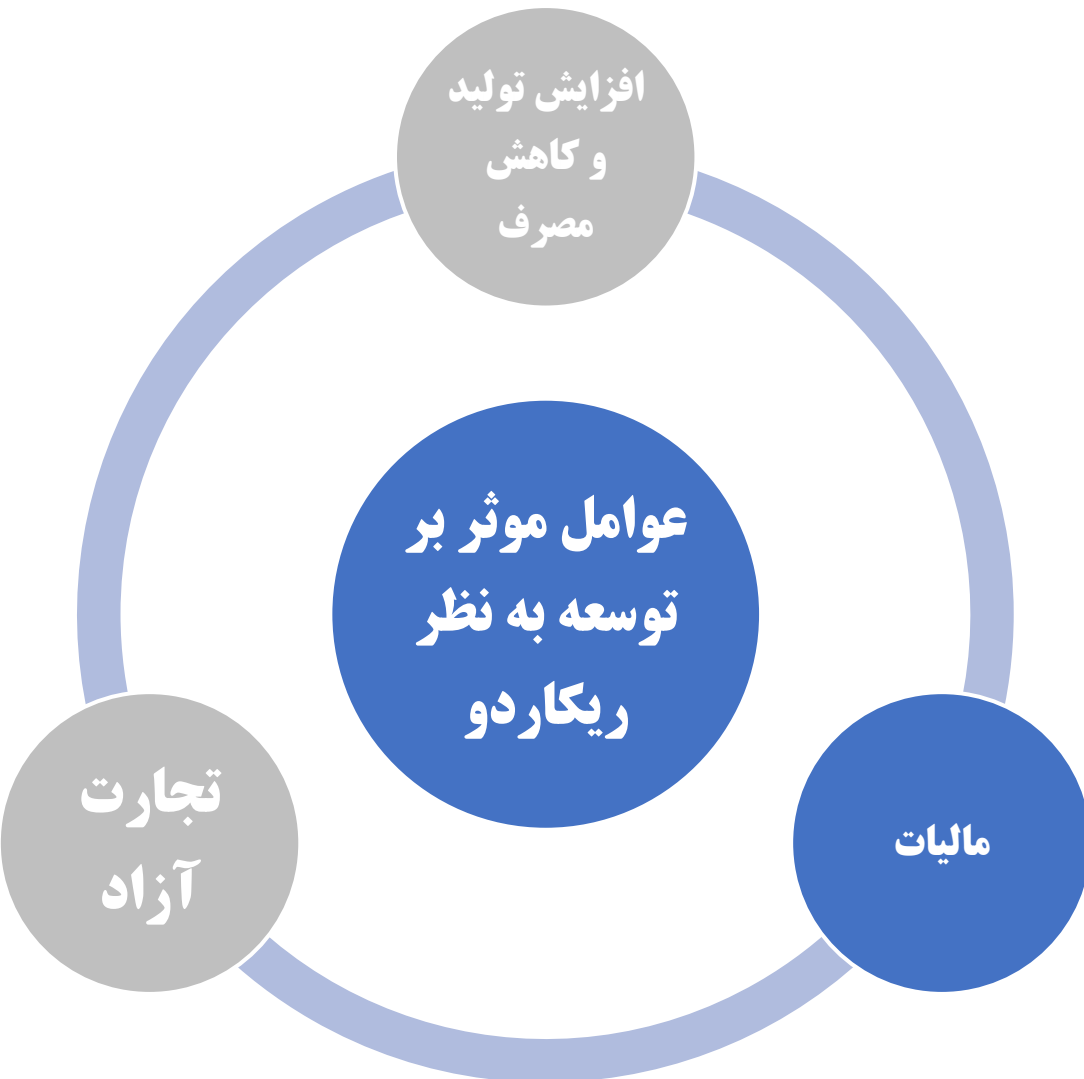 افزایش تولید
و کاهش
مصرف
عوامل موثر بر
توسعه به نظر
ریکاردو
مالیات
تجارت
آزاد